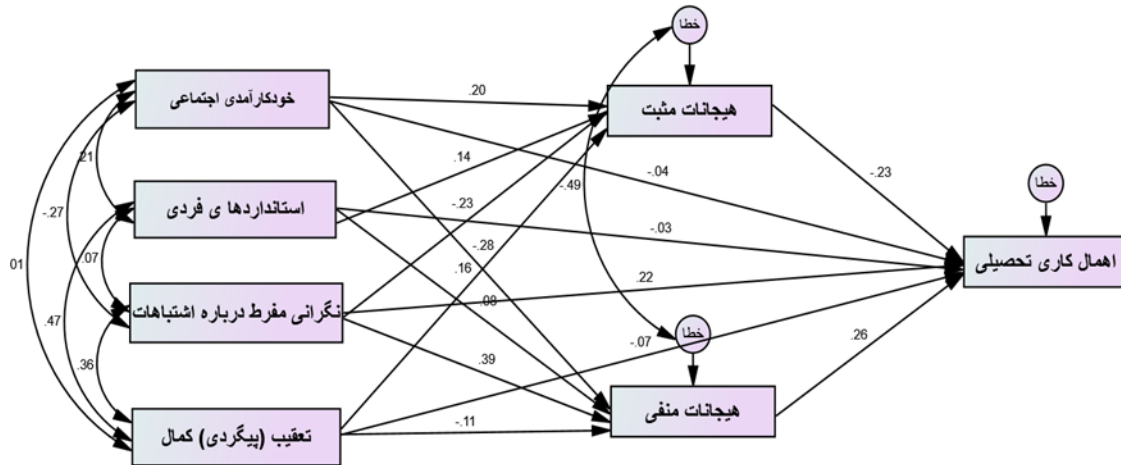 خطا
خودکارآمدی اجتماعی
.20
هیجانات مثبت
.21
.14
-.49
-.04
-.23
خطا
استانداردها ی فردی
-.27
-.23
-.03
.07
-.28
.16
اهمال کاری تحصیلی
01
.22
نگرانی مفرط درباره اشتباهات
.08
.47
خطا
-.07
.26
.36
.39
هیجانات منفی
تعقیب (پیگردی) کمال
-.11